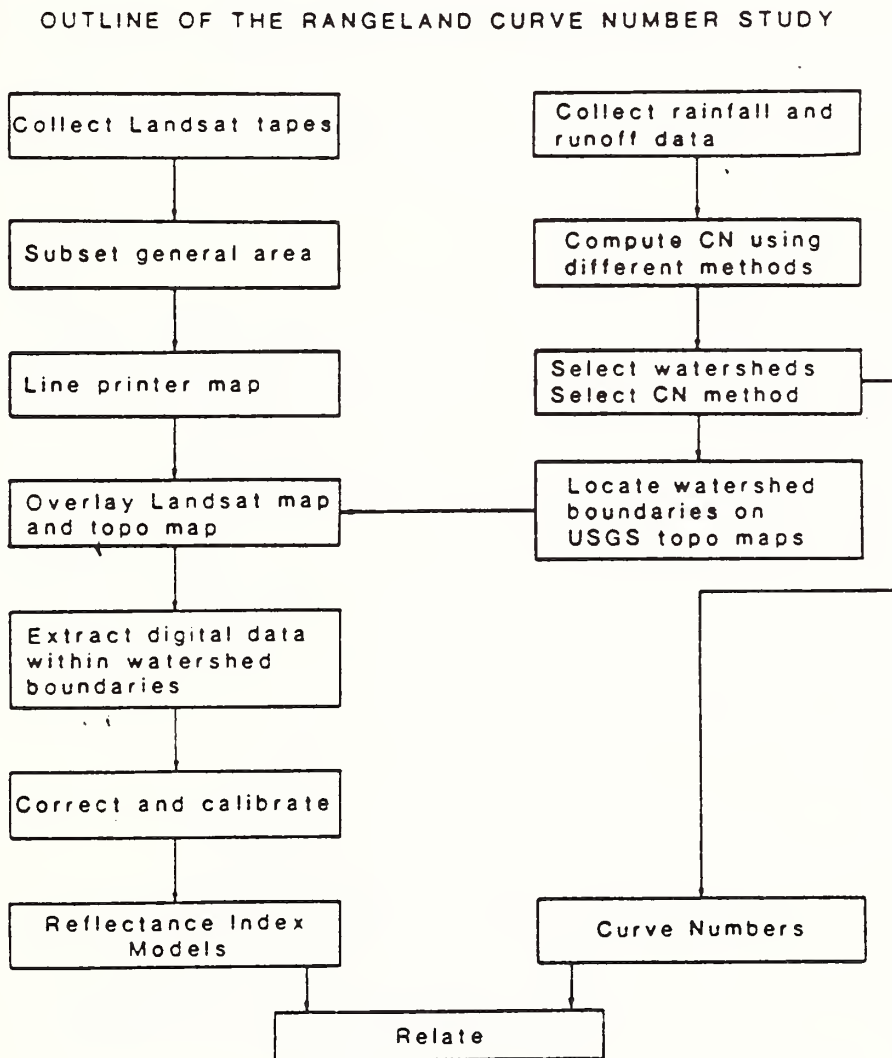 OUTLINE OF THE RANGELAND CURVE NUMBER STUDY
Collect Landsat tapes
Subset general area
Line printer map
Overlay Landsat map
and topo map
Extract digital data
within watershed
boundaries
Correct and calibrate
Reflectance Index
Models
Collect rainfall and
runoff data
Compute CN using
different methods
Select watersheds
Select CN method
Locate watershed
boundaries on
USGS topo maps
Curve Numbers
Relate